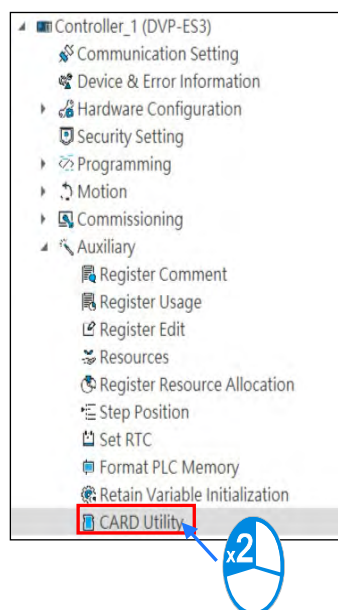 Controller_1 (DVP-ES3)
Communication Setting
Device & Error Information
Hardware Configuration
Security Setting
Programming
Motion
Commissioning
Auxiliary
Register Comment
Register Usage
Register Edit
Resources
Register Resource Allocation
Step Position
Set RTC
Format PLC Memory
Retain Variable Initialization
CARD Utility
x2